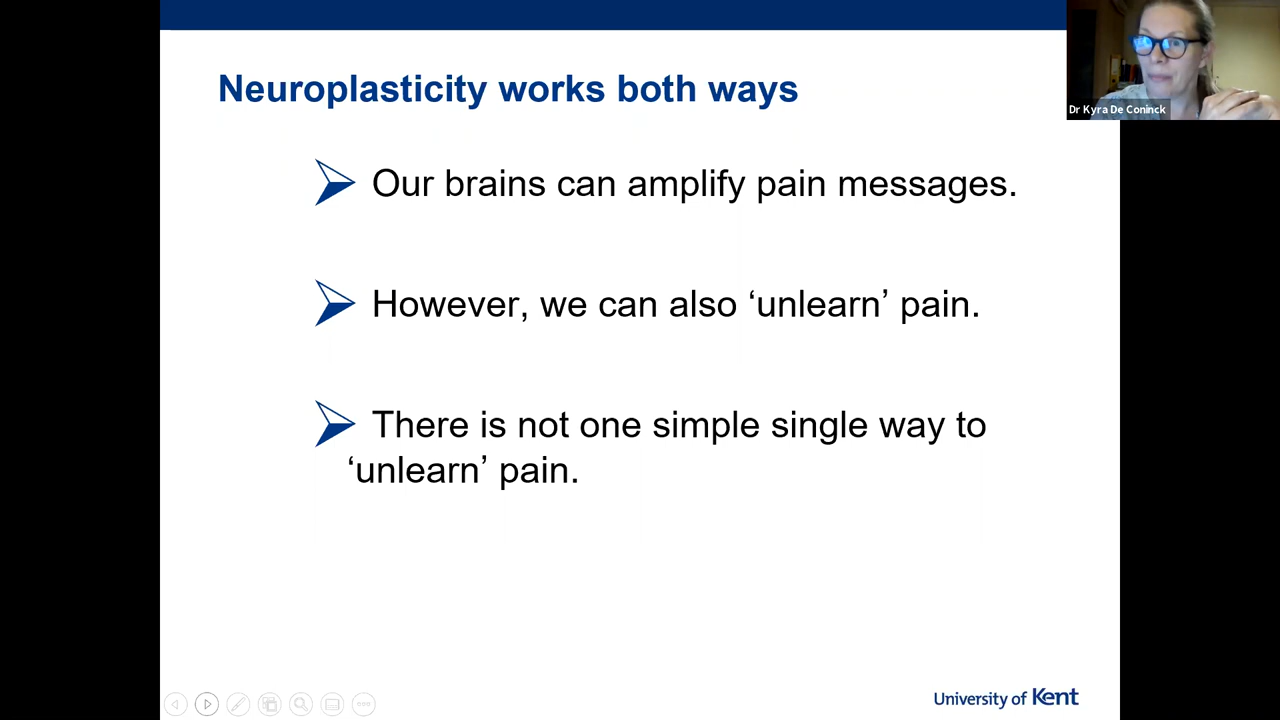 Neuroplasticity works both ways
Dr Kyra De Coninck
Our brains can amplify pain messages.
However, we can also ‘unlearn’ pain.
There is not one simple single way to
‘unlearn’ pain.
University of Kent